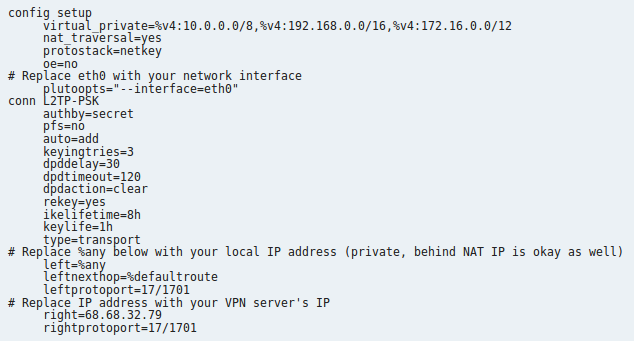 config setup
     virtual_private=%v4:10.0.0.0/8,%v4:192.168.0.0/16,%v4:172.16.0.0/12
     nat_traversal=yes
     protostack=netkey
     oe=no
# Replace eth0 with your network interface
     plutoopts="--interface=eth0"
conn L2TP-PSK
     authby=secret
     pfs=no
     auto=add
     keyingtries=3
     dpddelay=30
     dpdtimeout=120
     dpdaction=clear
     rekey=yes
     ikelifetime=8h
     keylife=1h
     type=transport
# Replace %any below with your local IP address (private, behind NAT IP is okay as well)
     left=%any
     leftnexthop=%defaultroute
     leftprotoport=17/1701
# Replace IP address with your VPN server's IP
     right=68.68.32.79
     rightprotoport=17/1701